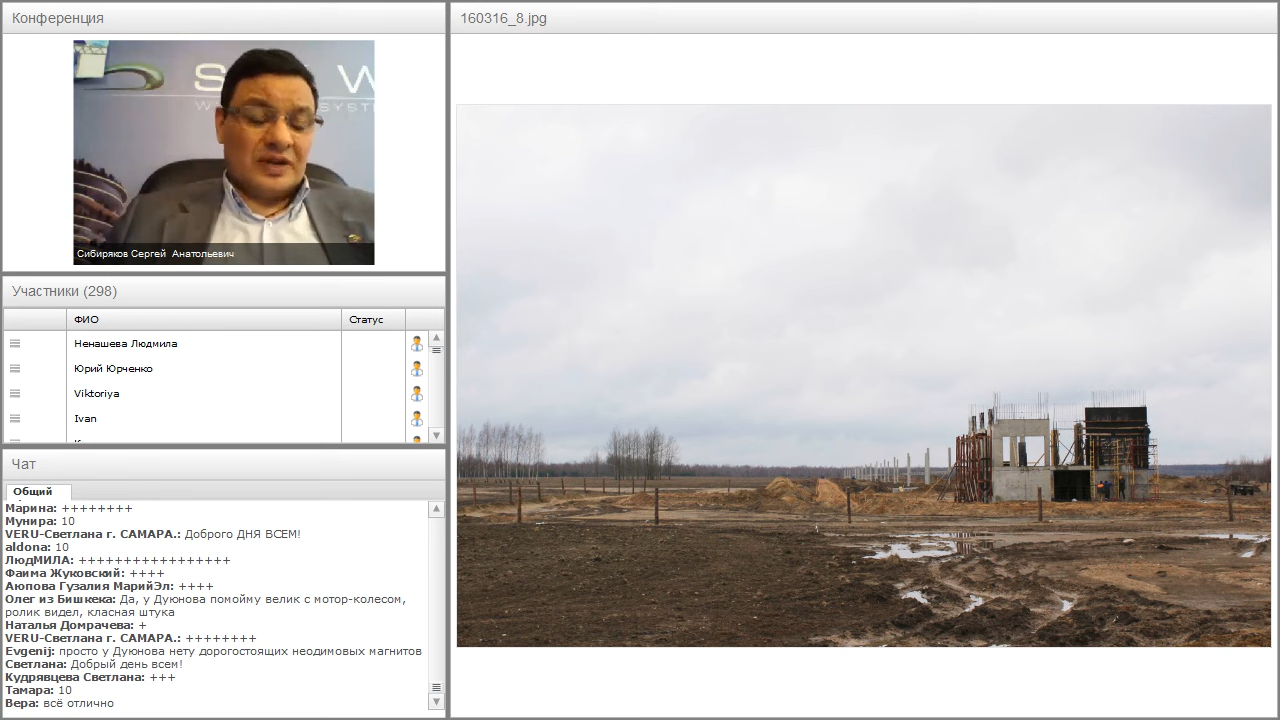 Конференция
S W
W SYST
Сибиряков Сергей Анатольевич
Участники (298)
ФИО Статус
Ненашева Людмила
Юрий Юрченко
Viktoriya
Ivan
Чат
Общий
Марина: ++++++++
Мунира: 10
VERU-Светлана г. САМАРА.: Доброго ДНЯ ВСЕМ!
aldona: 10
ЛюдМИЛА: +++++++++++++++++
Фаима Жуковский: ++++
Аюпова Гузалия МарийЭл: ++++
Олег из Бишкека: Да, у Дуюнова помойму велик с мотор-колесом,
ролик видел, класная штука
Наталья Домрачева: +
VERU-Светлана г. САМАРА.: ++++++++
Evgenij: просто у Дуюнова нету дорогостоящих неодимовых магнитов
Светлана: Добрый день всем!
Кудрявцева Светлана: +++
Тамара: 10
Вера: всё отлично
160316_8.jpg